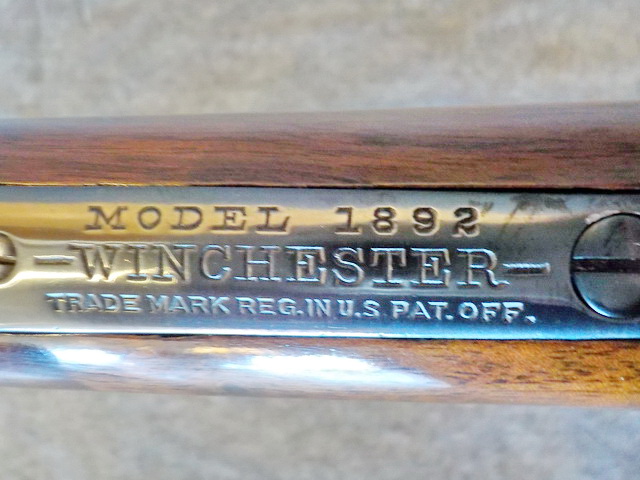 MODEL 1892
-WINCHESTER-
TRADE MARK REG.IN U.S. PAT. OFF.